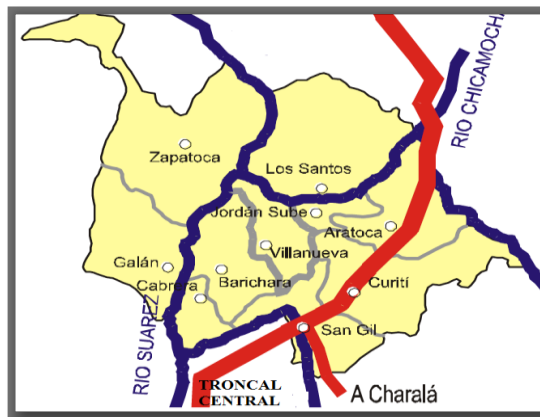 RIO CHICAMOCHA
Zapatoca
Los Santos
Jordán Sube
Aratoca
Villanueva
Galán
Barichara
Cabrera
Curití
RIO SUAREZ
San Gil
TRONCAL
CENTRAL
A Charalá